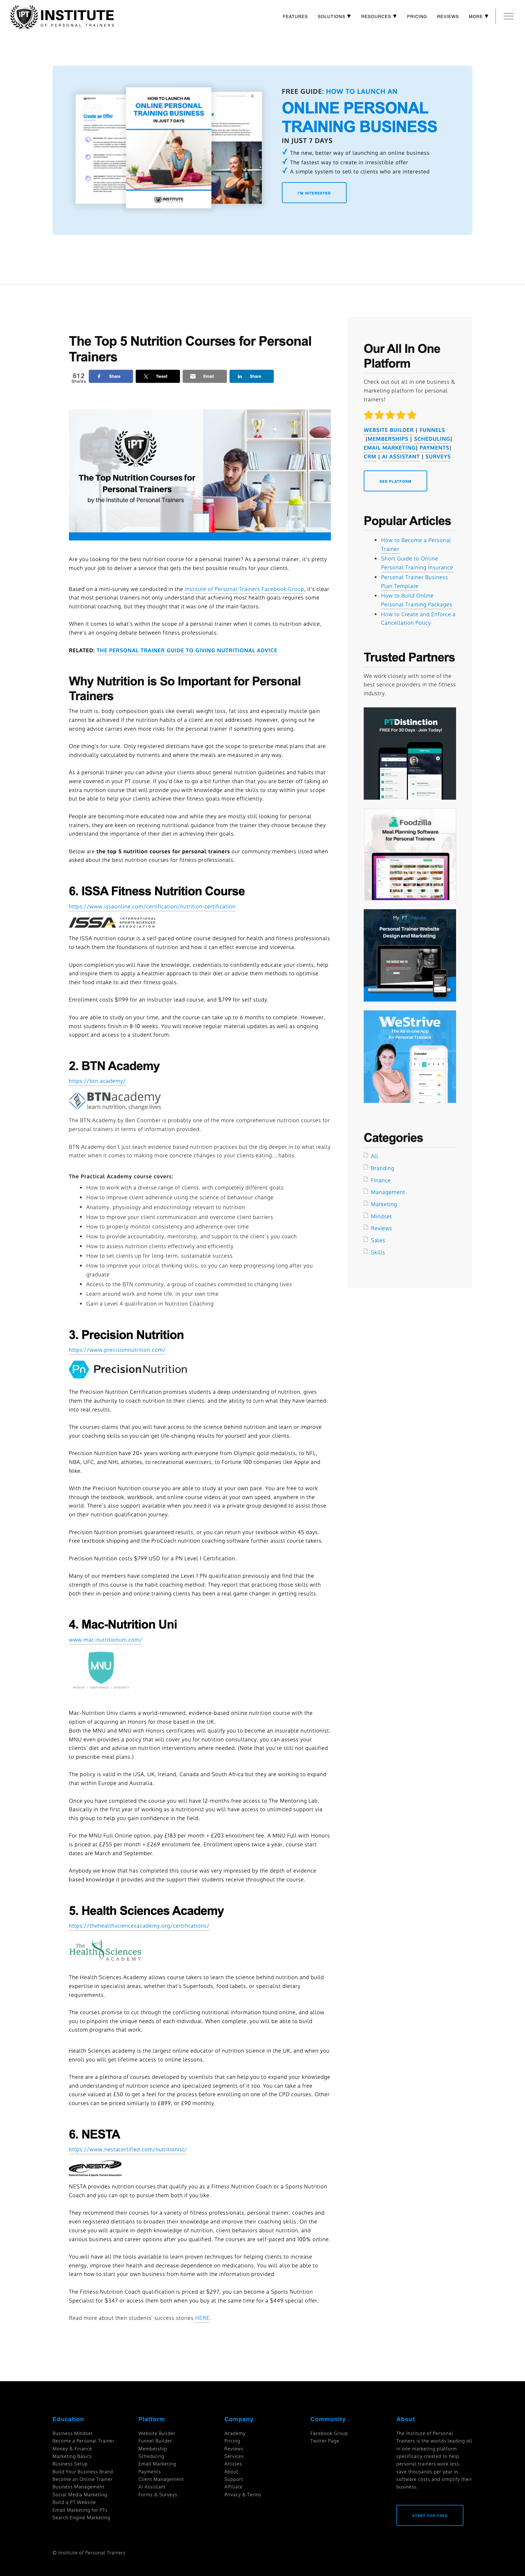 INSTITUTE
OF PERSONAL TRAINERS
FEATURES
SOLUTIONS
RESOURCES
PRICING
REVIEWS
MORE
HOW TO LAUNCH AN
ONLINE PERSONAL
TRAINING BUSINESS
IN JUST 7 DAYS
Create an Offer
INSTITUTE
FREE GUIDE: HOW TO LAUNCH AN
ONLINE PERSONAL
TRAINING BUSINESS
IN JUST 7 DAYS
The new, better way of launching an online business
The fastest way to create in irresistible offer
A simple system to sell to clients who are interested
I'M INTERESTED
The Top 5 Nutrition Courses for Personal
Trainers
612
Shares
Share
Tweet
Email
Share
IPT
The Top Nutrition Courses for
Personal Trainers
by the Institute of Personal Trainers
Are you looking for the best nutrition course for a personal trainer? As a personal trainer, it's pretty
much your job to deliver the best possible results for your clients.
Based on a mini-survey we conducted in the Institute of Personal Trainers Facebook Group, it's clear
that most personal trainers already understand that achieving most health goals requires some
nutritional coaching from the trainer as well.
When it comes to who should give nutritional advice to clients of a personal trainer, or dietitians,
there's an ongoing debate between fitness professionals.
RELATED: THE PERSONAL TRAINER GUIDE TO GIVING NUTRITIONAL ADVICE
Why Nutrition is So Important for Personal
Trainers
The truth is, body composition goals like overall weight loss, fat loss and especially muscle gain
cannot be achieved if the nutrition habits of a client are not addressed. However, giving out he
wrong advice carries even more risks for the personal trainer if something goes wrong.
One thing's for sure. Only registered dietitians have got the scope to prescribe meal plans that are
individually calculated by nutrients and where the meals are mentioned in any way.
As a personal trainer you can advise your clients about general nutrition guidelines and habits that
were covered in your PT course. If you'd like to go a bit further than that you are better off taking an
extra nutrition course that will provide you with knowledge and the skills to stay within your scope
but be able to help your clients achieve their fitness goals more efficiently.
People are becoming more educated now and while they are mostly still looking for personal
trainers, they are keen on receiving nutritional guidance from the trainers they choose because they
understand the importance of their diet in achieving their goals.
Below are the top 5 nutrition courses for personal trainers our community members listed when
asked about the best nutrition courses for fitness professionals.
6. ISSA Fitness Nutrition Course
https://www.issaonline.com/certification/nutrition-certification
ISSA INTERNATIONAL
SPORTS SCIENCES
ASSOCIATION
The ISSA nutrition course is a self-paced online course designed for health and fitness professionals
to learn them the foundations of nutrition and how it can become preventive and viceversa.
Upon completion you will have the knowledge, credentials to confidently educate your clients, help
and inspire them to apply a healthier approach to their diet or advise them methods to optimise
their food intake to aid in their fitness goals.
Enrollment costs $1199 for an instructor lead course, and $799 for self study.
You are able to study on your time, and the course can take up to 6 months to complete. However,
most students finish in 8-10 weeks. You will receive regular material updates as well as ongoing
support and access to a student forum.
2. BTN Academy
https://btn.academy/
BTNacademy
learn nutrition, change lives
The BTN Academy by Ben Coomber is probably one of the more comprehensive nutrition courses for
personal trainers in terms of information provided.
BTN Academy don't just teach evidence based nutrition practices but the dig deeper in to what really
matter when it comes to making more concrete changes to your clients eating... habits.
The Practical Academy course covers:
How to work with a diverse range of clients, with completely different goals
How to improve client adherence using the science of behaviour change
Anatomy, physiology and endocrinology relevant to nutrition
How to improve your client communication and overcome client barriers
How to properly monitor consistency and adherence over time
How to provide accountability, mentorship, and support to the client's you coach
How to assess nutrition clients effectively and efficiently
How to set clients up for long-term, sustainable success
How to improve your critical thinking skills, so you can keep progressing long after you
graduate
Access to the BTN community, a group of coaches committed to changing lives
Learn around work and home life, in your own time
Gain a Level 4 qualification in Nutrition Coaching
3. Precision Nutrition
https://www.precisionnutrition.com/
Pn PrecisionNutrition
The Precision Nutrition Certification promises students a deep understanding of nutrition, gives
them the authority to coach nutrition to their clients, and the ability to turn what they have learned
into real results.
The courses claims that you will have access to the science behind nutrition and learn or improve
your coaching skills so you can get life-changing results for yourself and your clients.
Precision Nutrition have 20+ years working with everyone from Olympic gold medalists, to NFL,
NBA, UFC, and NHL athletes, to recreational exercisers, to Fortune 100 companies like Apple and
Nike.
With the Precision Nutrition course you are able to study at your own pace. You are free to work
through the textbook, workbook, and online course videos at your own speed, anywhere in the
world. There's also support available when you need it via a private group designed to assist those
on their nutrition qualification journey.
Precision Nutrition promises guaranteed results, or you can return your textbook within 45 days.
Free textbook shipping and the ProCoach nutrition coaching software further assist course takers.
Precision Nutrition costs $799 USD for a PN Level 1 Certification.
Many of our members have completed the Level 1 PN qualification previously and find that the
strength of this course is the habit coaching method. They report that practicing those skills with
both their in-person and online training clients has been a real game changer in getting results.
4. Mac-Nutrition Uni
www.mac-nutritionuni.com/
MNU
Mac-Nutrition Univ claims a world-renowned, evidence-based online nutrition course with the
option of acquiring an Honors for those based in the UK.
Both the MNU and MNU with Honors certificates will qualify you to become an insurable nutritionist.
MNU even provides a policy that will cover you for nutrition consultancy: you can assess your
clients' diet and advise on nutrition interventions where needed. (Note that you're still not qualified
to prescribe meal plans.)
The policy is valid in the USA, UK, Ireland, Canada and South Africa but they are working to expand
that within Europe and Australia.
Once you have completed the course you will have 12-months free access to The Mentoring Lab.
Basically in the first year of working as a nutritionist you will have access to unlimited support via
this group to help you gain confidence in the field.
For the MNU Full Online option, pay £183 per month + £203 enrollment fee. A MNU Full with Honors
is priced at £255 per month + £269 enrollment fee. Enrollment opens twice a year, course start
dates are March and September.
Anybody we know that has completed this course was very impressed by the depth of evidence
based knowledge it provides and the support their students receive throughout the course.
5. Health Sciences Academy
https://thehealthsciencesacademy.org/certifications/
The
Health Sciences
ACADEMY
The Health Sciences Academy allows course takers to learn the science behind nutrition and build
expertise in specialist areas, whether that's Superfoods, food labels, or specialist dietary
requirements.
The courses promise to cut through the conflicting nutritional information found online, and allow
you to pinpoint the unique needs of each individual. When complete, you will be able to build
custom programs that work.
Health Sciences academy is the largest online educator of nutrition science in the UK, and when you
enroll you will get lifetime access to online lessons.
There are a plethora of courses developed by scientists that can help you to expand your knowledge
and understanding of nutrition science and specialized segments of it too. You can take a free
course valued at £50 to get a feel for the process before enrolling on one of the CPD courses. Other
courses can be priced similarly to £899, or £90 monthly.
6. NESTA
https://www.nestacertified.com/nutritionist/
NESTA
National Exercise & Sports Trainers Association
NESTA provides nutrition courses that qualify you as a Fitness Nutrition Coach or a Sports Nutrition
Coach and you can opt to pursue them both if you like.
They recommend their courses for a variety of fitness professionals, personal trainer, coaches and
even registered dietitians to broaden their knowledge and improve their coaching skills. On the
course you will acquire in-depth knowledge of nutrition, client behaviors about nutrition, and
various business and career options after you qualified. The courses are self-paced and 100% online.
You will have all the tools available to learn proven techniques for helping clients to increase
energy, improve their health and decrease dependence on medications. You will also be able to
learn how to start your own business from home with the information provided
The Fitness Nutrition Coach qualification is priced at $297, you can become a Sports Nutrition
Specialist for $347 or access them both when you buy at the same time for a $449 special offer.
Read more about their students' success stories HERE.
Our All In One
Platform
Check out out all in one business &
marketing platform for personal
trainers!
WEBSITE BUILDER | FUNNELS
|MEMBERSHIPS | SCHEDULING|
EMAIL MARKETING| PAYMENTS|
CRM | AI ASSISTANT | SURVEYS
SEE PLATFORM
Popular Articles
How to Become a Personal
Trainer
Short Guide to Online
Personal Training Insurance
Personal Trainer Business
Plan Template
How to Build Online
Personal Training Packages
How to Create and Enforce a
Cancellation Policy
Trusted Partners
We work closely with some of the
best service providers in the fitness
industry.
PTDistinction
FREE For 30 Days - Join Today!
Foodzilla
Meal Planning Software
for Personal Trainers
My PT Website
Personal Trainer Website
Design and Marketing
WeStrive
The All-in-One App
for Personal Trainers
Categories
All
Branding
Finance
Management
Marketing
Mindset
Reviews
Sales
Skills
Education
Business Mindset
Become a Personal Trainer
Money & Finance
Marketing Basics
Business Setup
Build Your Business Brand
Become an Online Trainer
Business Management
Social Media Marketing
Build a PT Website
Email Marketing for PTs
Search Engine Marketing
Platform
Website Builder
Funnel Builder
Membership
Scheduling
Email Marketing
Payments
Client Management
AI Assistant
Forms & Surveys
Company
Academy
Pricing
Reviews
Services
Articles
About
Support
Affiliate
Privacy & Terms
Community
Facebook Group
Twitter Page
About
The Institute of Personal
Trainers is the worlds leading all
in one marketing platform
specifically created to help
personal trainers work less,
save thousands per year in
software costs and simplify their
business.
START FOR FREE
© Institute of Personal Trainers